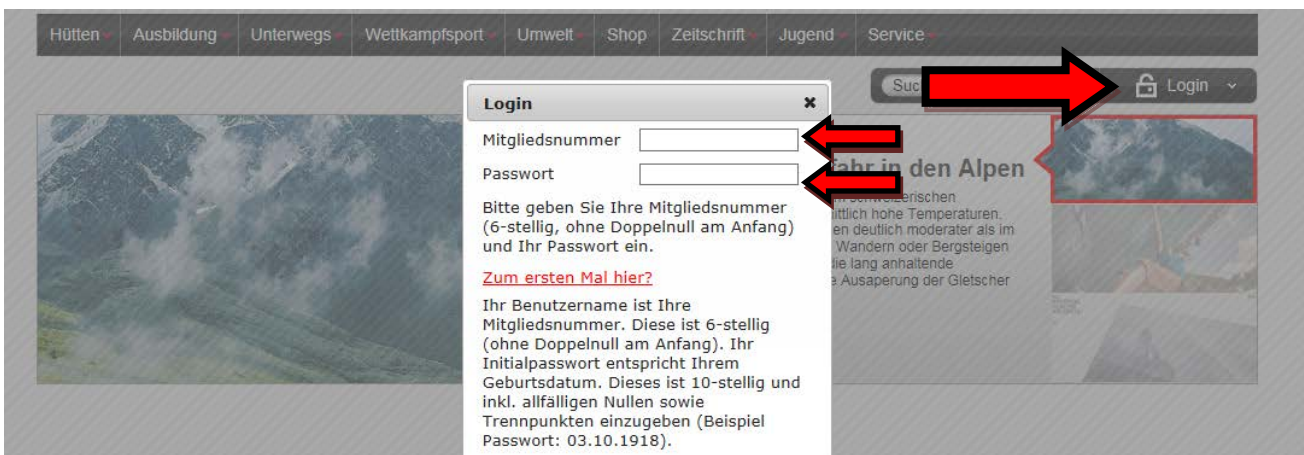 Hütten Ausbildung Unterwegs Wettkampfsport Umwelt Shop Zeitschrift Jugend Service
Suc
Login
Login
Mitgliedsnummer
Passwort
Bitte geben Sie Ihre Mitgliedsnummer
(6-stellig, ohne Doppelnull am Anfang)
und Ihr Passwort ein.
Zum ersten Mal hier?
Ihr Benutzername ist Ihre
Mitgliedsnummer. Diese ist 6-stellig
(ohne Doppelnull am Anfang). Ihr
Initialpasswort entspricht Ihrem
Geburtsdatum. Dieses ist 10-stellig und
inkl. allfälligen Nullen sowie
Trennpunkten einzugeben (Beispiel
Passwort: 03.10.1918).
in den Alpen
schweizerischen
hohe Temperaturen.
en deutlich moderater als im
Wandern oder Bergsteigen
die lang anhaltende
Ausaperung der Gletscher